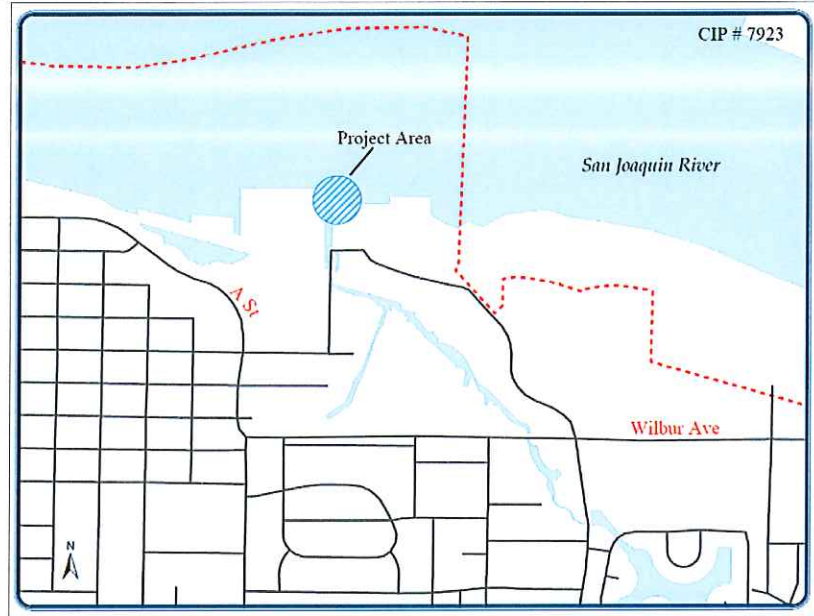 CIP # 7923
Project Area
San Joaquin River
A St
Wilbur Ave
N